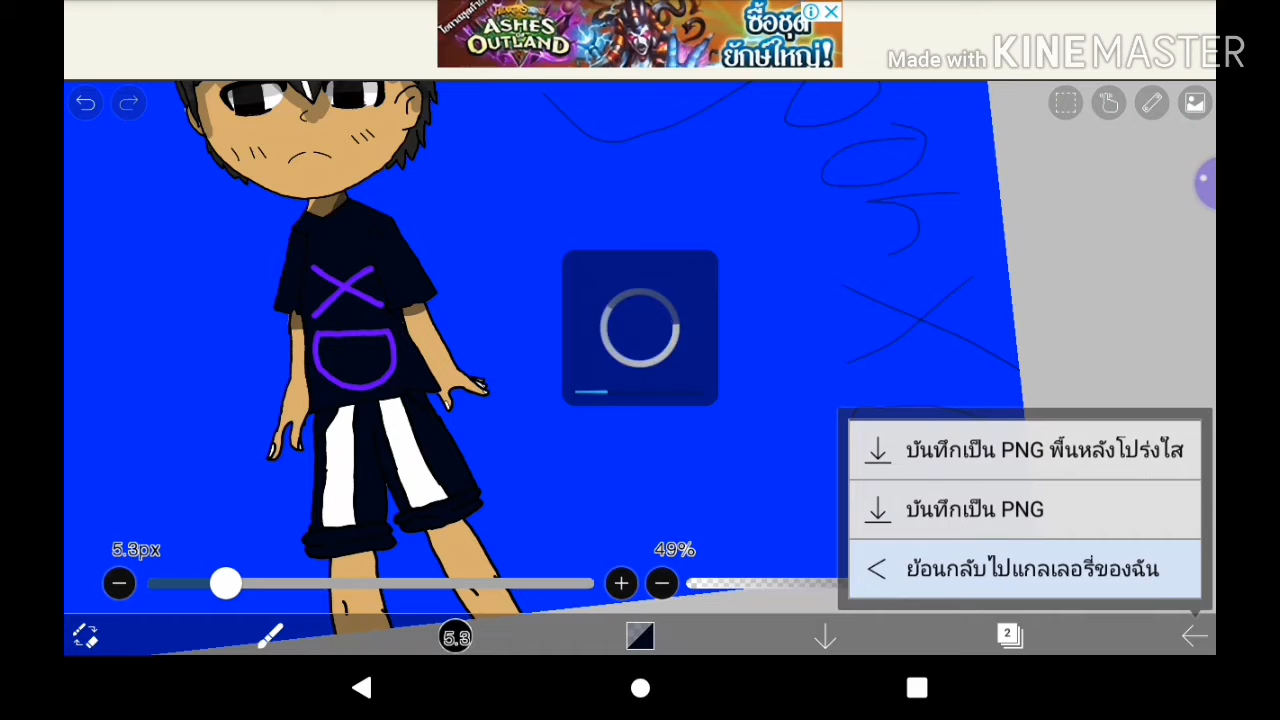 ASHES OF
OUTLAND
ซื้อชุด
ยักษ์ใหญ่!
Made with KINEMASTER
บันทึกเป็น PNG พื้นหลังโปร่งใส
บันทึกเป็น PNG
ย้อนกลับไปแกลเลอรี่ของฉัน
5.3px
49%
5.3
2